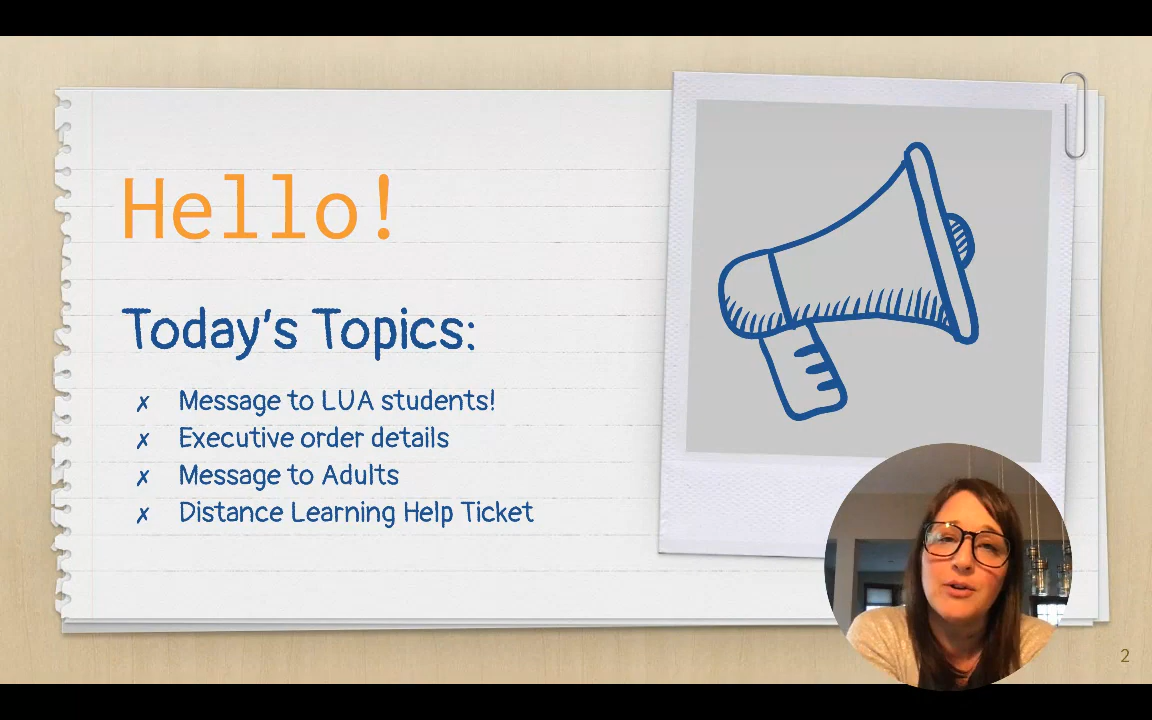 Hello!
Today's Topics:
✗ Message to LUA students!
✗ Executive order details
✗ Message to Adults
✗ Distance Learning Help Ticket
2